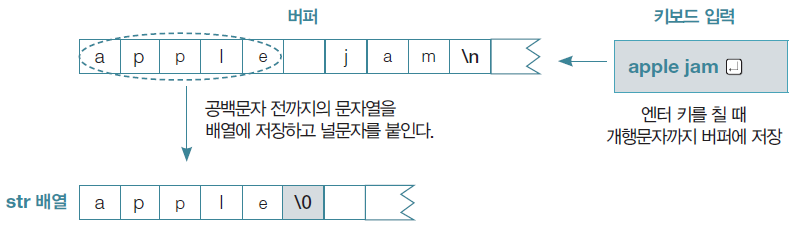 버퍼
키보드 입력
a p p l e j a m \n
apple jam ↵
공백문자 전까지의 문자열을
배열에 저장하고 널문자를 붙인다.
엔터 키를 칠 때
개행문자까지 버퍼에 저장
str 배열 a p p l e \0